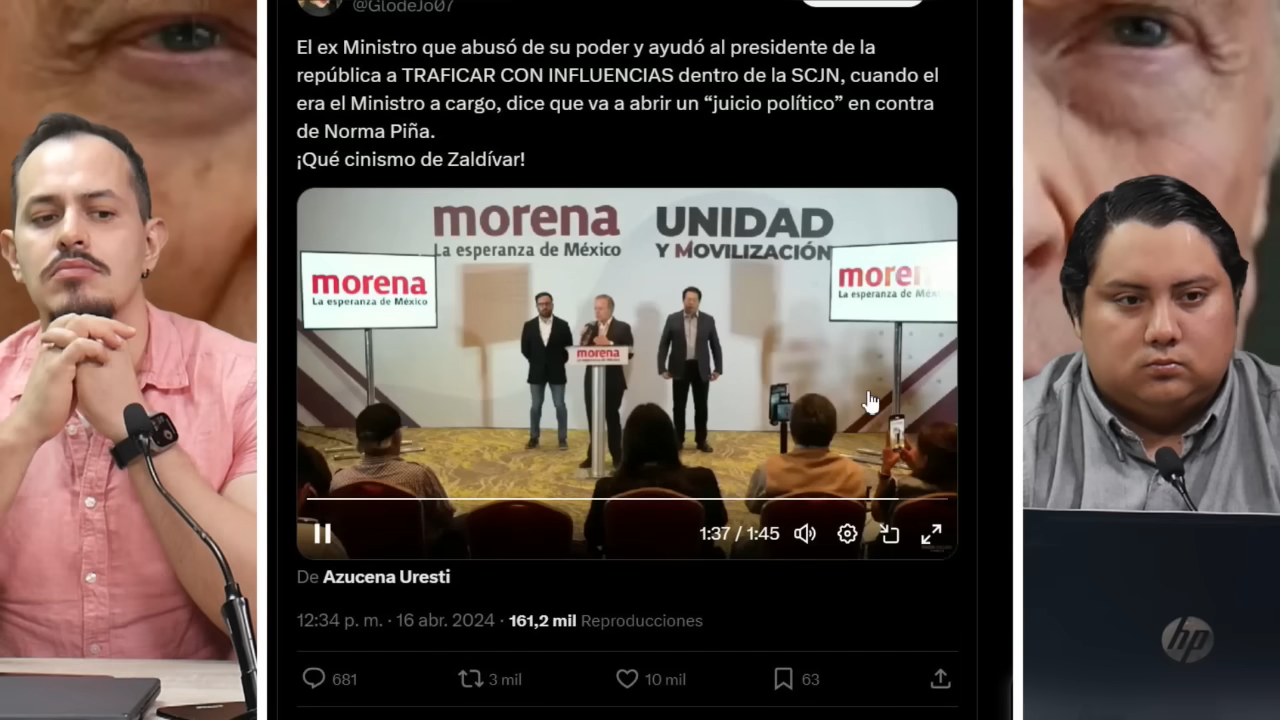 @GlodeJo07
El ex Ministro que abusó de su poder y ayudó al presidente de la
república a TRAFICAR CON INFLUENCIAS dentro de la SCJN, cuando el
era el Ministro a cargo, dice que va a abrir un “juicio político” en contra
de Norma Piña.
¡Qué cinismo de Zaldívar!
morena
La esperanza de México
UNIDAD
Y MOVILIZACIÓN
morena
La esperanza de México
moren
La esperanza de Méx
morena
1:37 / 1:45
De Azucena Uresti
12:34 p. m. · 16 abr. 2024 · 161,2 mil Reproducciones
681
3 mil
10 mil
63
hp